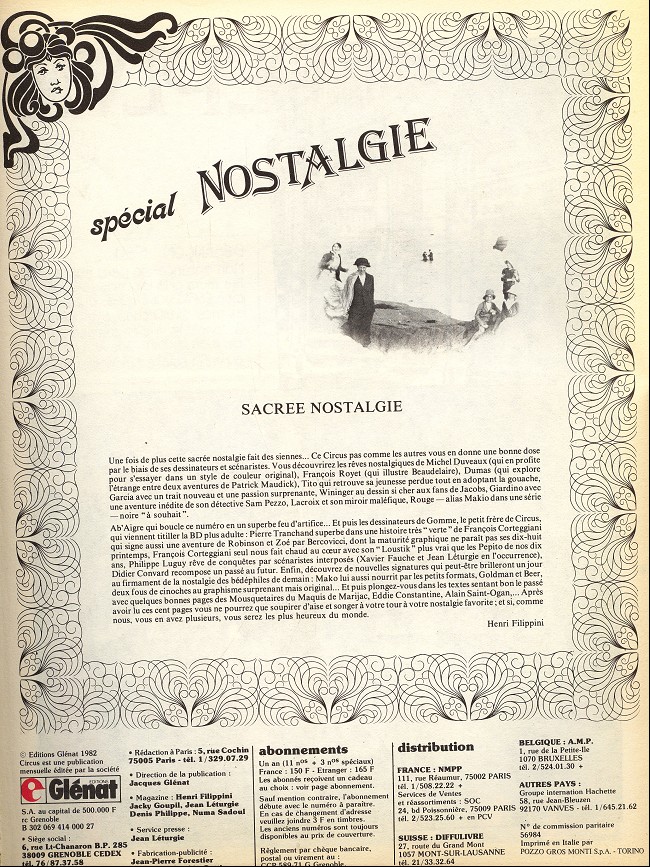 spécial NOSTALGIE
SACREE NOSTALGIE
Une fois de plus cette sacrée nostalgie fait des siennes... Ce Circus pas comme les autres vous en donne une bonne dose
par le biais de ses dessinateurs et scénaristes. Vous découvrirez les rêves nostalgiques de Michel Duveaux (qui en profite
pour s'essayer dans un style de couleur original), François Royet (qui illustre Beaudelaire), Dumas (qui explore
l'étrange entre deux aventures de Patrick Maudick), Tito qui retrouve sa jeunesse perdue tout en adoptant la gouache,
Garcia avec un trait nouveau et une passion surprenante, Wininger au dessin si cher aux fans de Jacobs, Giardino avec
une aventure inédite de son détective Sam Pezzo, Lacroix et son miroir maléfique, Rouge — alias Makio dans une série
— noire "à souhait".
Ab'Aigre qui boucle ce numéro en un superbe feu d'artifice... Et puis les dessinateurs de Gomme, le petit frère de Circus,
qui viennent titiller la BD plus adulte : Pierre Tranchand superbe dans une histoire très "verte" de François Corteggiani
qui signe aussi une aventure de Robinson et Zoé par Bercovicci, dont la maturité graphique ne paraît pas ses dix-huit
printemps, François Corteggiani seul nous fait chaud au cœur avec son "Loustik" plus vrai que les Pepito de nos dix
ans, Philippe Luguy rêve de conquêtes par scénaristes interposés (Xavier Fauche et Jean Léturgie en l'occurrence),
Didier Convard recompose un passé au futur. Enfin, découvrez de nouvelles signatures qui peut-être brilleront un jour
au firmament de la nostalgie des bédéphiles de demain : Mako lui aussi nourri par les petits formats, Goldman et Beer,
deux fous de cinoches au graphisme surprenant mais original... Et puis plongez-vous dans les textes sentant bon le passé
avec quelques bonnes pages des Mousquetaires du Maquis de Marijac, Eddie Constantine, Alain Saint-Ogan,... Après
avoir lu ces cent pages vous ne pourrez que soupirer d'aise et songer à votre tour à votre nostalgie favorite ; et si, comme
nous, vous en avez plusieurs, vous serez les plus heureux du monde.
Henri Filippini
© Editions Glénat 1982
Circus est une publication
mensuelle éditée par la société
EDITIONS
Glénat
S.A. au capital de 500.000 F
rc Grenoble
B 302 069 414 000 27
• Siège social :
6, rue Lt-Chanaron B.P. 285
38009 GRENOBLE CEDEX
tél. 76/87.37.58
• Rédaction à Paris : 5, rue Cochin
75005 Paris - tél. 1/329.07.29
• Direction de la publication :
Jacques Glénat
• Magazine : Henri Filippini
Jacky Goupil, Jean Léturgie
Denis Philippe, Numa Sadoul
• Service presse :
Jean Léturgie
• Fabrication-publicité :
Jean-Pierre Forestier
abonnements
Un an (11 nos + 3 nos spéciaux)
France : 150 F - Etranger : 165 F
Les abonnés reçoivent un cadeau
au choix : voir page abonnement.
Sauf mention contraire, l'abonnement
débute avec le numéro à paraître.
En cas de changement d'adresse
veuillez joindre 3 F en timbres.
Les anciens numéros sont toujours
disponibles au prix de couverture.
Règlement par chèque bancaire,
postal ou virement au :
CCP 589-71 G. Grenoble.
distribution
FRANCE : NMPP
111, rue Réaumur, 75002 PARIS
tél. 1/508.22.22 +
Services de Ventes
et réassortiments : SOC
24, bd Poissonnière, 75009 PARIS
tél. 2/523.25.60 + en PCV
SUISSE : DIFFULIVRE
27, route du Grand Mont
1057 MONT-SUR-LAUSANNE
tél. 21/33.32.64
BELGIQUE : A.M.P.
1, rue de la Petite-Ile
1070 BRUXELLES
tél. 2/524.01.30 +
AUTRES PAYS :
Groupe international Hachette
58, rue Jean-Bleuzen
92170 VANVES - tél. 1/645.21.62
N° de commission paritaire
56984
Imprimé en Italie par
POZZO GROS MONTI S.p.A. - TORINO